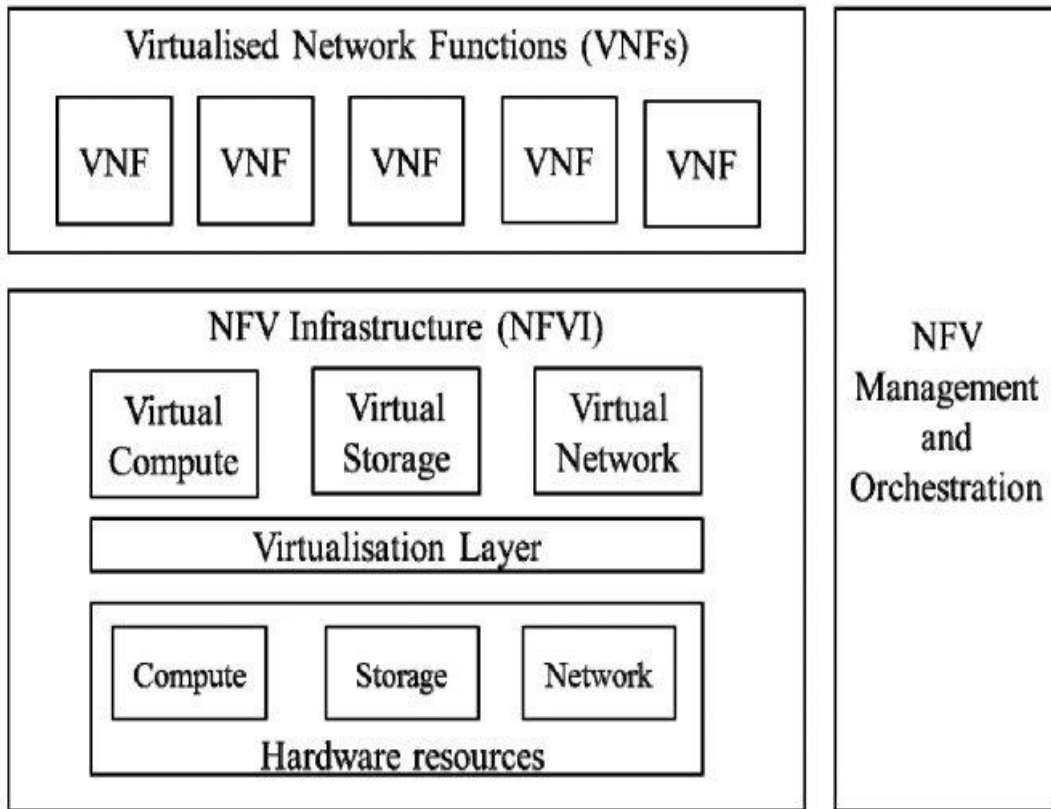 Virtualised Network Functions (VNFs)
VNF
VNF
VNF
VNF
VNF
NFV Infrastructure (NFVI)
Virtual
Compute
Virtual
Storage
Virtual
Network
Virtualisation Layer
Compute
Storage
Network
Hardware resources
NFV
Management
and
Orchestration